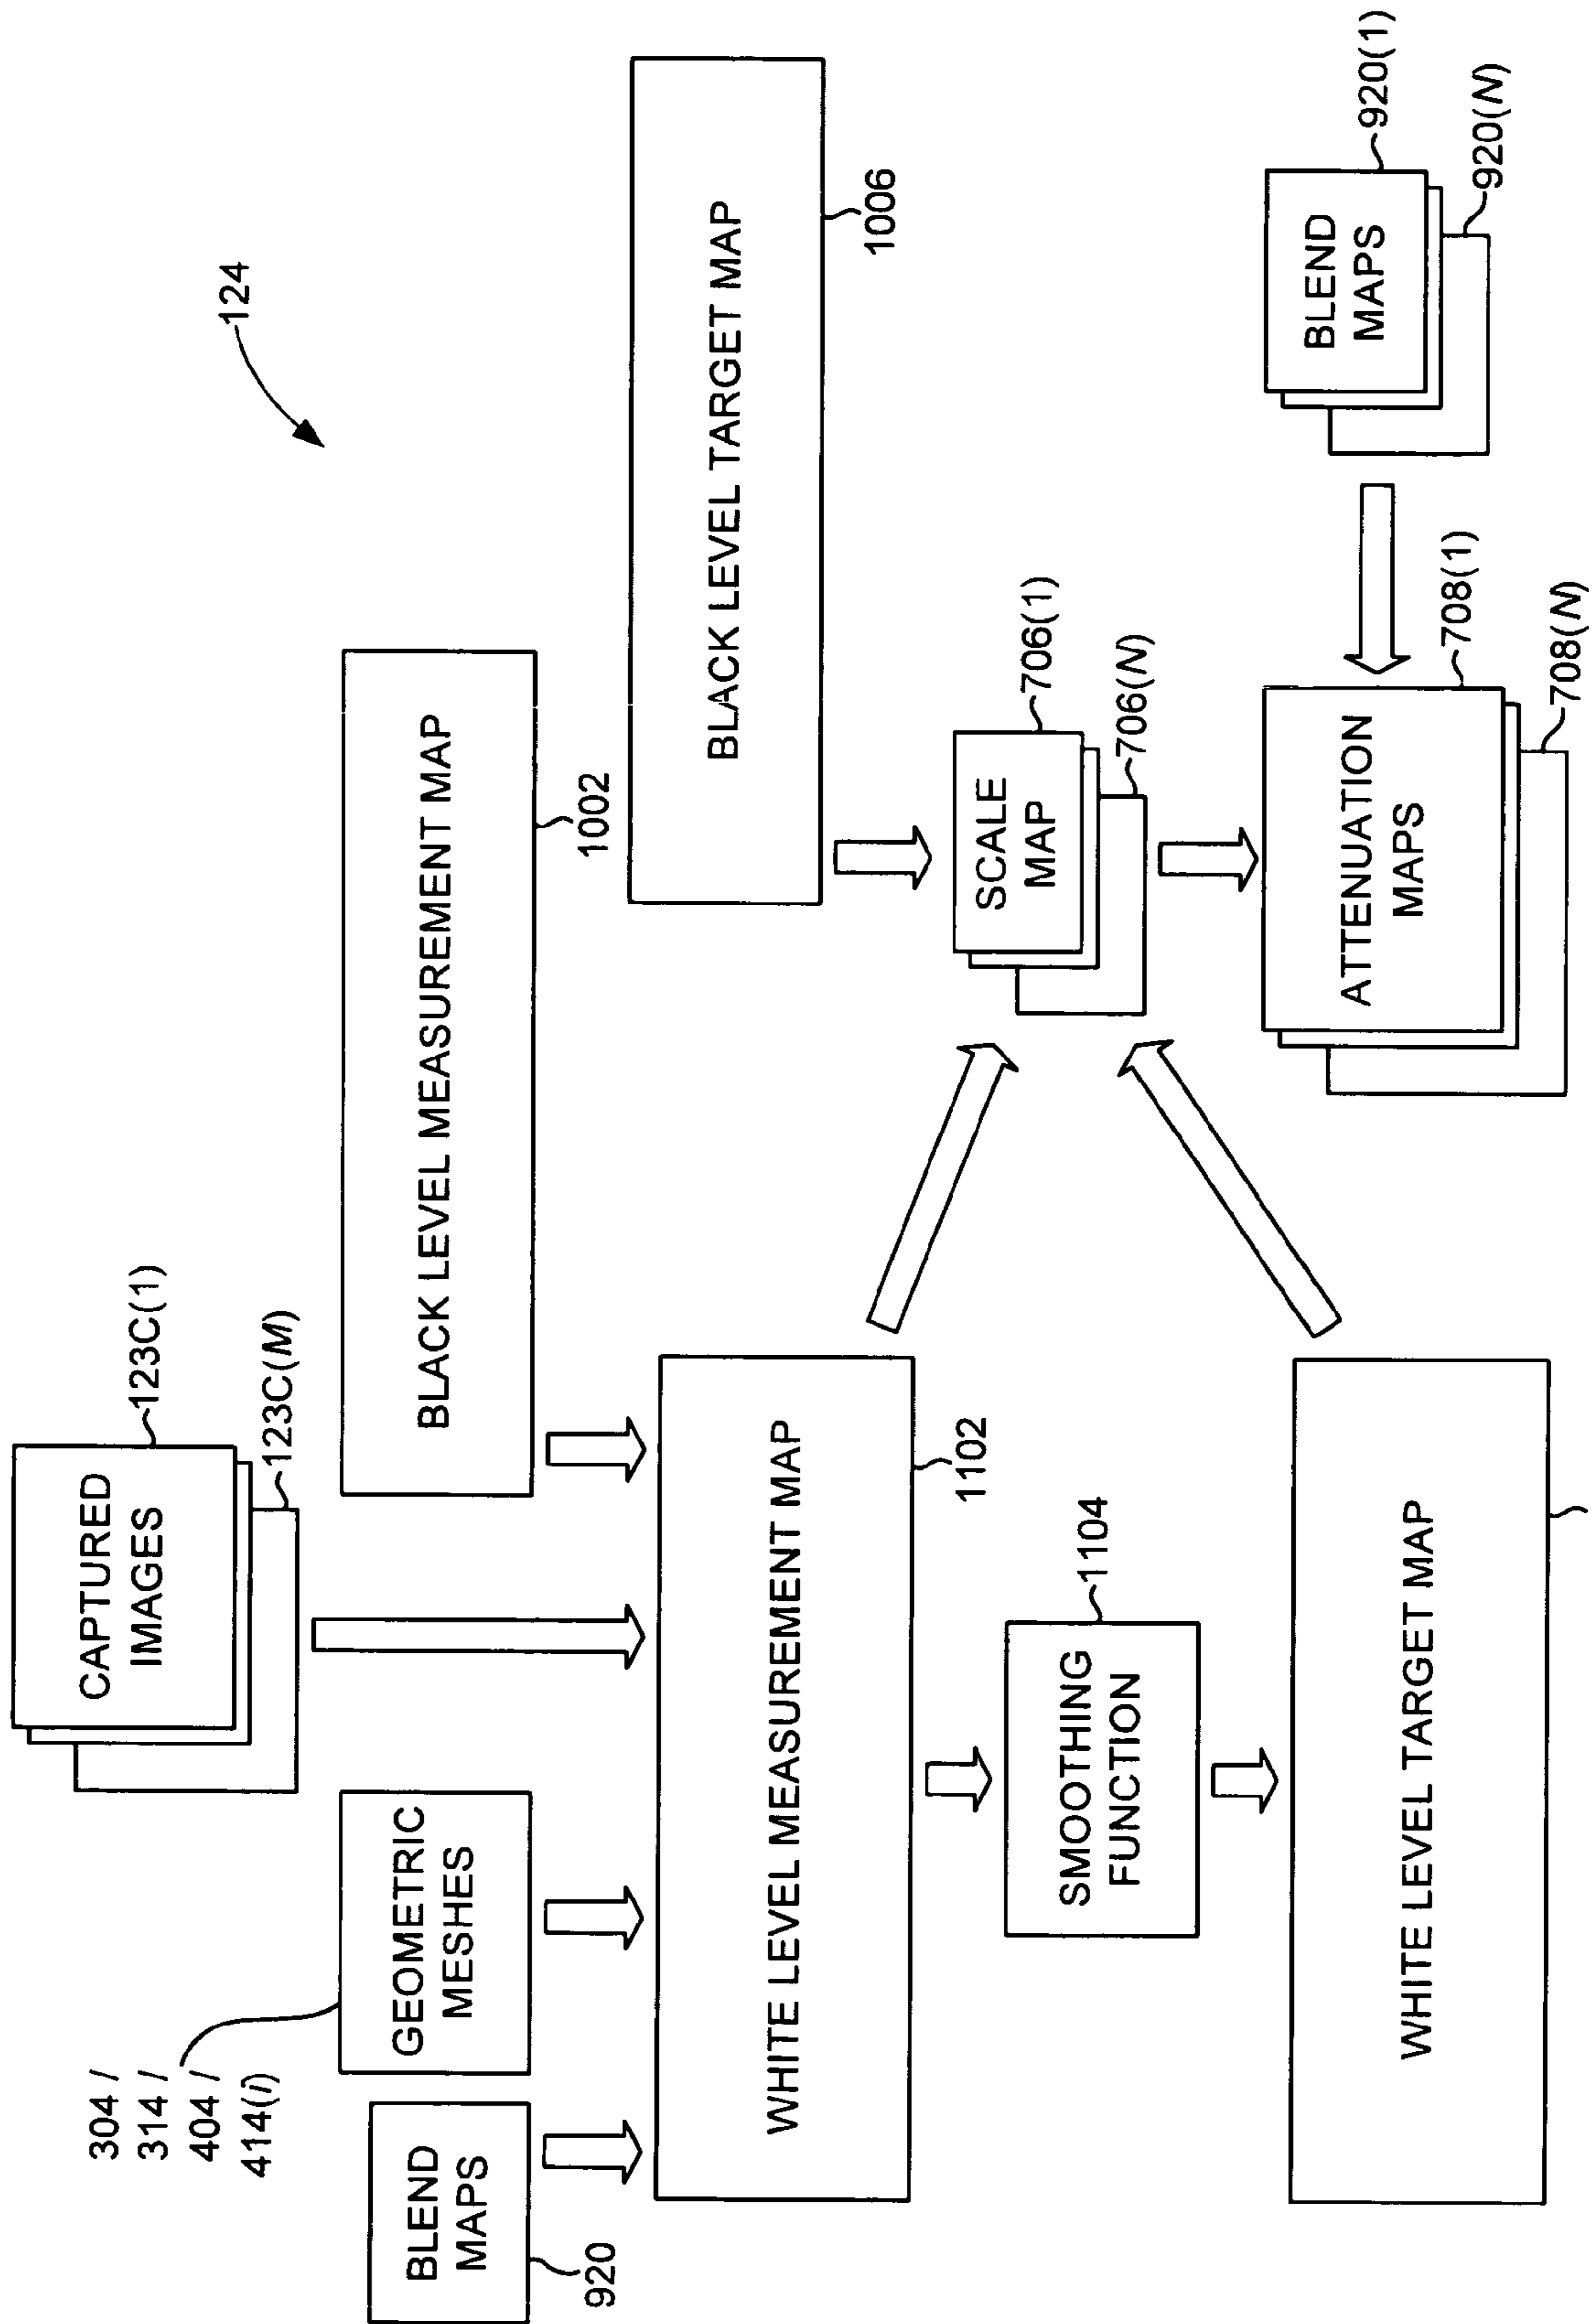 124
CAPTURED
IMAGES
123C(1)
123C(M)
304 /
314 /
404 /
414(i)
BLEND
MAPS
920
GEOMETRIC
MESHES
BLACK LEVEL MEASUREMENT MAP
1002
WHITE LEVEL MEASUREMENT MAP
1102
BLACK LEVEL TARGET MAP
1006
SMOOTHING
FUNCTION
1104
SCALE
MAP
706(1)
706(N)
WHITE LEVEL TARGET MAP
ATTENUATION
MAPS
708(1)
708(N)
BLEND
MAPS
920(1)
920(N)